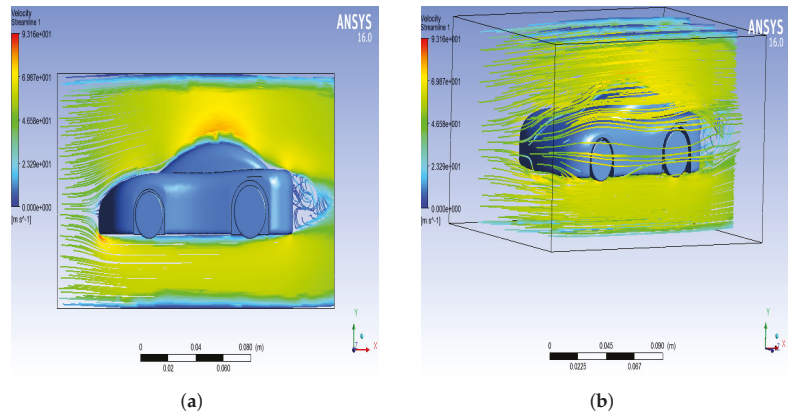 Velocity
Streamline 1
9.316e+001
6.987e+001
4.658e+001
2.329e+001
0.000e+000
[m s^-1]
ANSYS
16.0
0 0.04 0.080 (m)
0.02 0.060
Y
X
Z
(a)
Velocity
Streamline 1
9.316e+001
6.987e+001
4.658e+001
2.329e+001
0.000e+000
[m s^-1]
ANSYS
16.0
0 0.045 0.090 (m)
0.0225 0.067
Y
X
Z
(b)